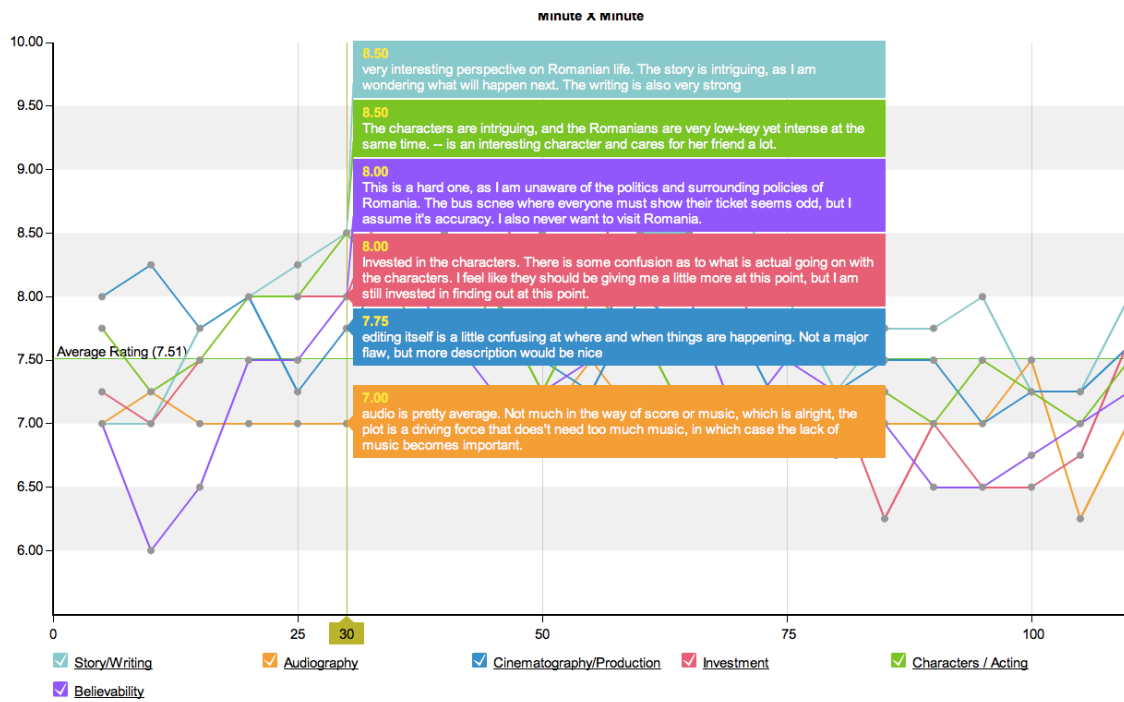 Minute X Minute
10.00
9.50
9.00
8.50
8.00
7.50
7.00
6.50
6.00
Average Rating (7.51)
8.50
very interesting perspective on Romanian life. The story is intriguing, as I am
wondering what will happen next. The writing is also very strong
8.50
The characters are intriguing, and the Romanians are very low-key yet intense at the
same time. -- is an interesting character and cares for her friend a lot.
8.00
This is a hard one, as I am unaware of the politics and surrounding policies of
Romania. The bus scnee where everyone must show their ticket seems odd, but I
assume it's accuracy. I also never want to visit Romania.
8.00
Invested in the characters. There is some confusion as to what is actual going on with
the characters. I feel like they should be giving me a little more at this point, but I am
still invested in finding out at this point.
7.75
editing itself is a little confusing at where and when things are happening. Not a major
flaw, but more description would be nice
7.00
audio is pretty average. Not much in the way of score or music, which is alright, the
plot is a driving force that does't need too much music, in which case the lack of
music becomes important.
0 25 30 50 75 100
Story/Writing Audiography Cinematography/Production Investment Characters / Acting
Believability